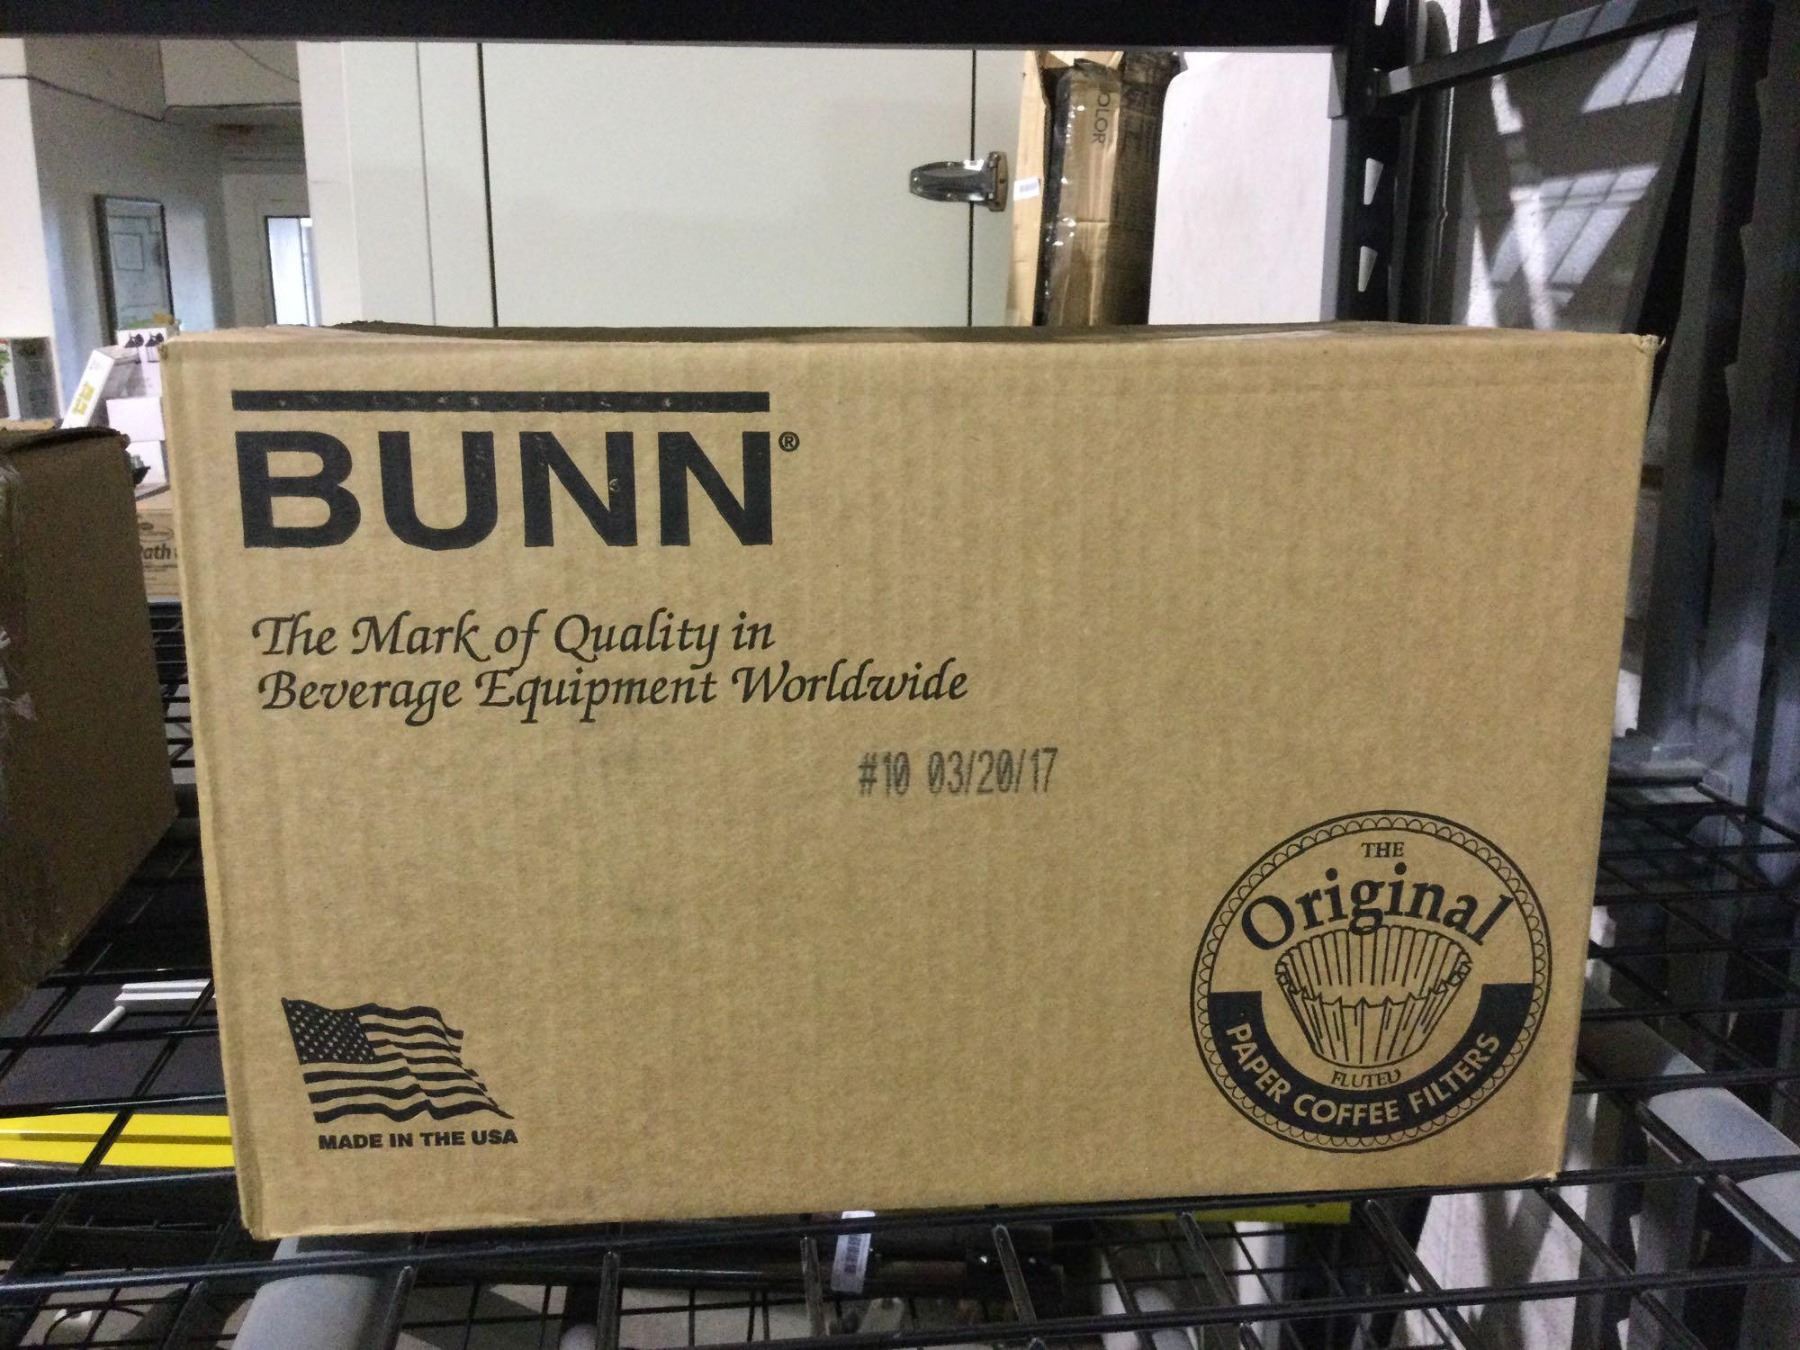 OLOR
BUNN®
The Mark of Quality in
Beverage Equipment Worldwide
#10 03/20/17
THE
Original
FLUTED
PAPER COFFEE FILTERS
MADE IN THE USA